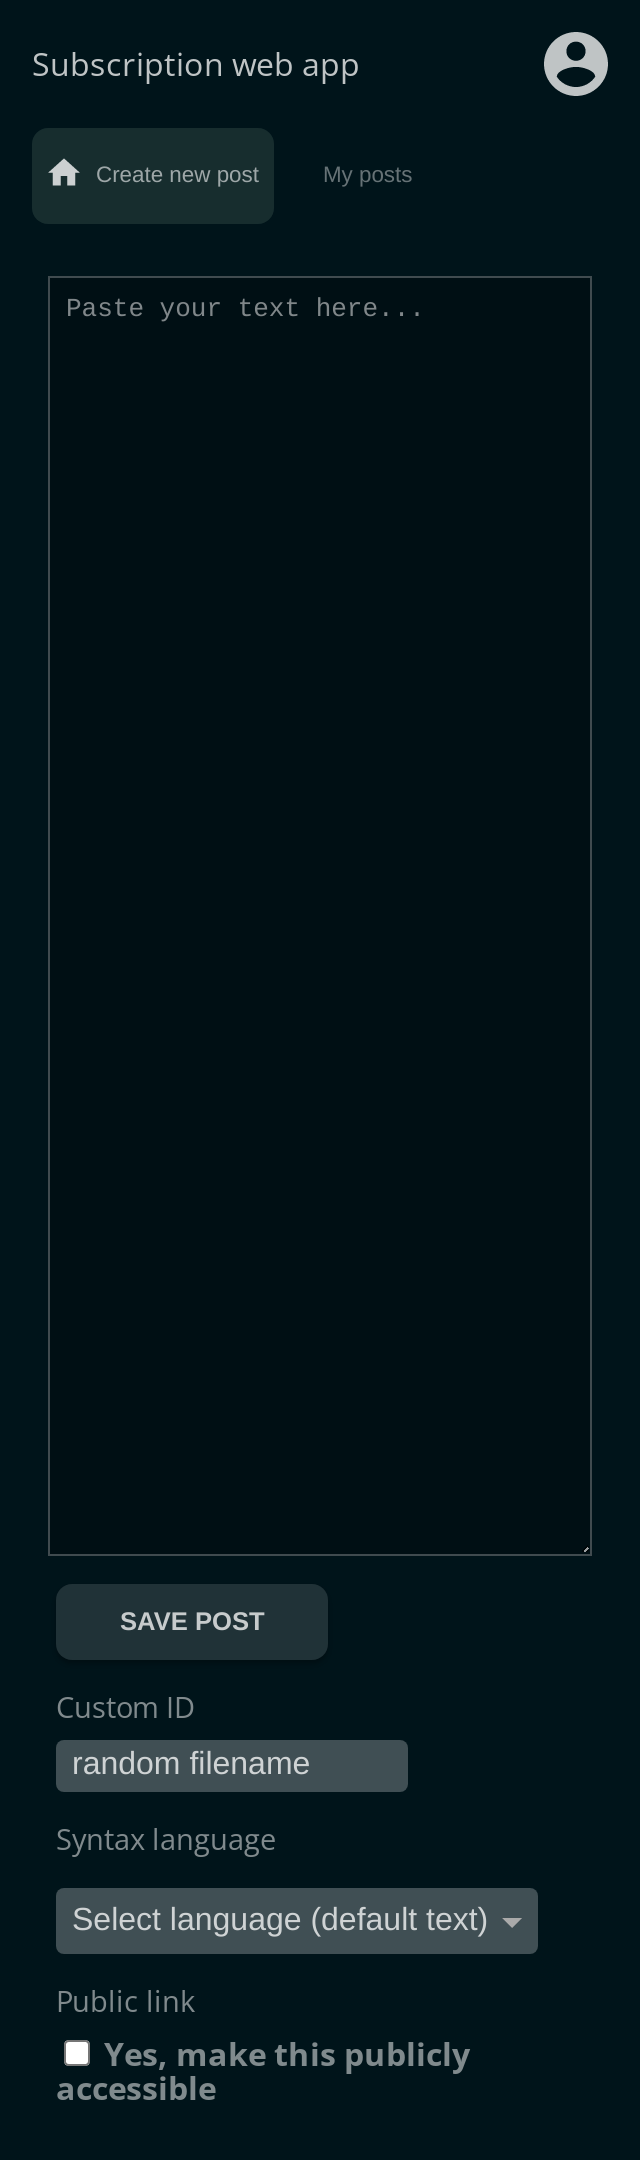 Subscription web app
Create new post
My posts
Paste your text here...
SAVE POST
Custom ID
random filename
Syntax language
Select language (default text)
Public link
Yes, make this publicly
accessible